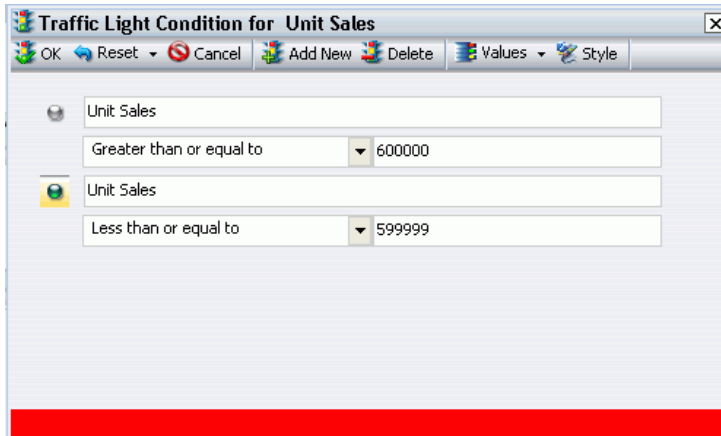 Traffic Light Condition for Unit Sales
OK Reset Cancel Add New Delete Values Style
Unit Sales
Greater than or equal to 600000
Unit Sales
Less than or equal to 599999